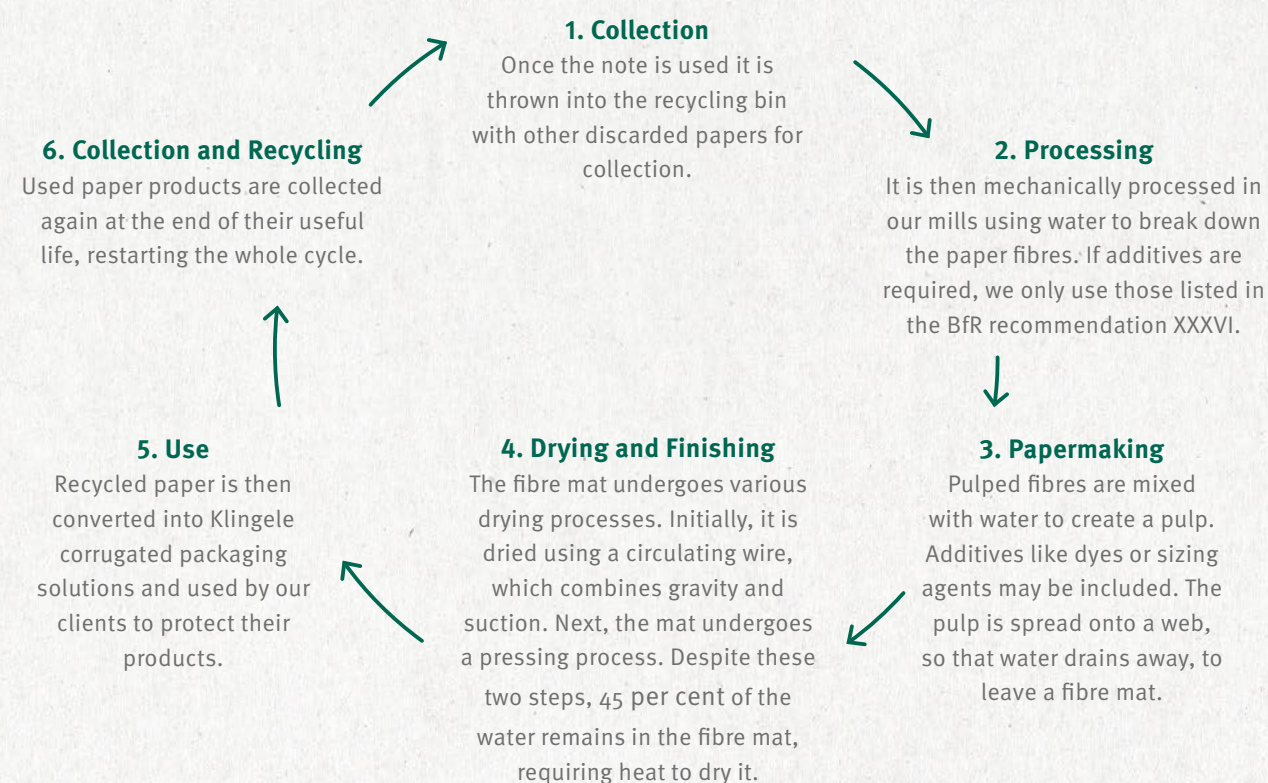 1. Collection
Once the note is used it is
thrown into the recycling bin
with other discarded papers for
collection.
2. Processing
It is then mechanically processed in
our mills using water to break down
the paper fibres. If additives are
required, we only use those listed in
the BfR recommendation XXXVI.
3. Papermaking
Pulped fibres are mixed
with water to create a pulp.
Additives like dyes or sizing
agents may be included. The
pulp is spread onto a web,
so that water drains away, to
leave a fibre mat.
4. Drying and Finishing
The fibre mat undergoes various
drying processes. Initially, it is
dried using a circulating wire,
which combines gravity and
suction. Next, the mat undergoes
a pressing process. Despite these
two steps, 45 per cent of the
water remains in the fibre mat,
requiring heat to dry it.
5. Use
Recycled paper is then
converted into Klingele
corrugated packaging
solutions and used by our
clients to protect their
products.
6. Collection and Recycling
Used paper products are collected
again at the end of their useful
life, restarting the whole cycle.